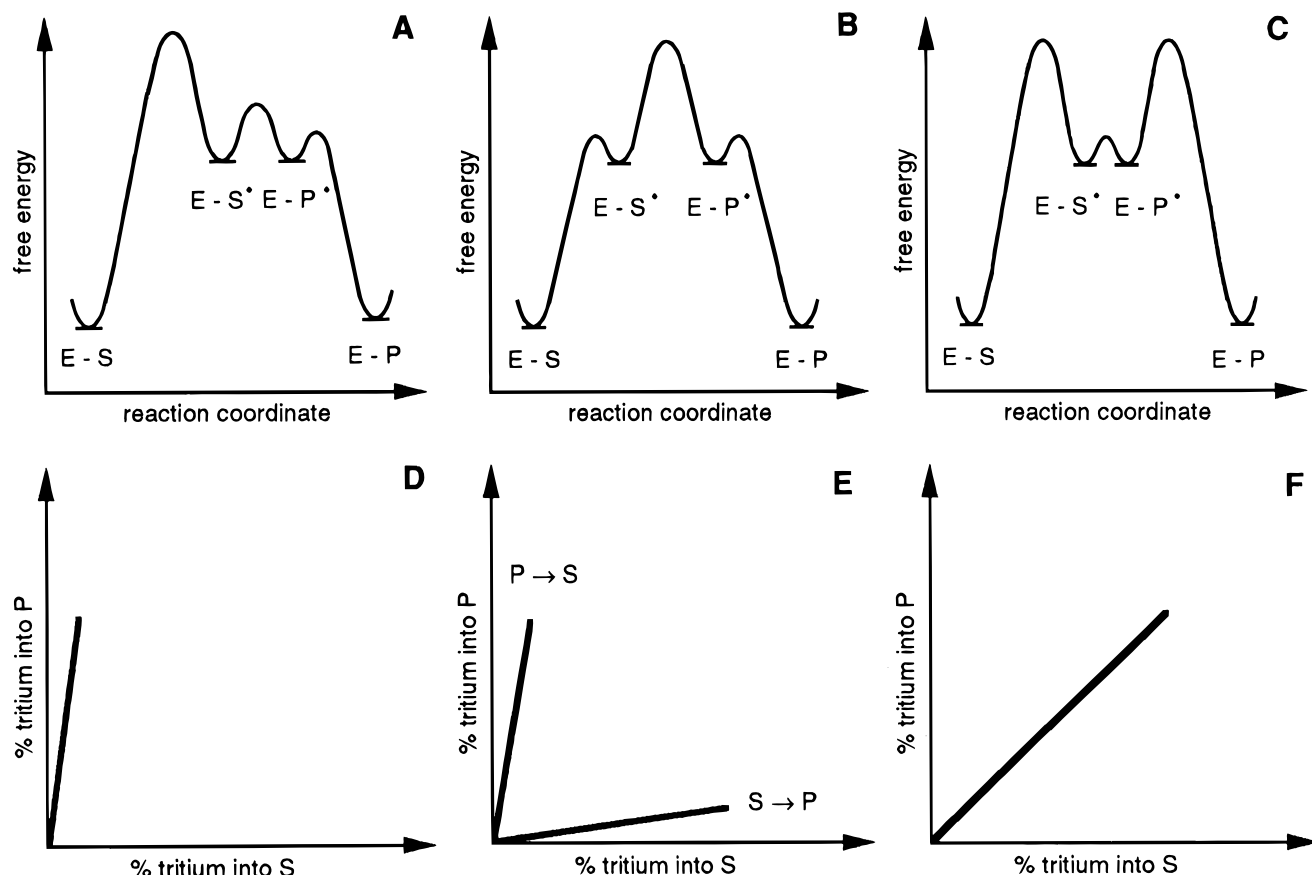 A
free energy
E - S• E - P•
E - S
E - P
reaction coordinate
B
free energy
E - S• E - P•
E - S
E - P
reaction coordinate
C
free energy
E - S• E - P•
E - S
E - P
reaction coordinate
D
% tritium into P
% tritium into S
E
% tritium into P
P → S
S → P
% tritium into S
F
% tritium into P
% tritium into S